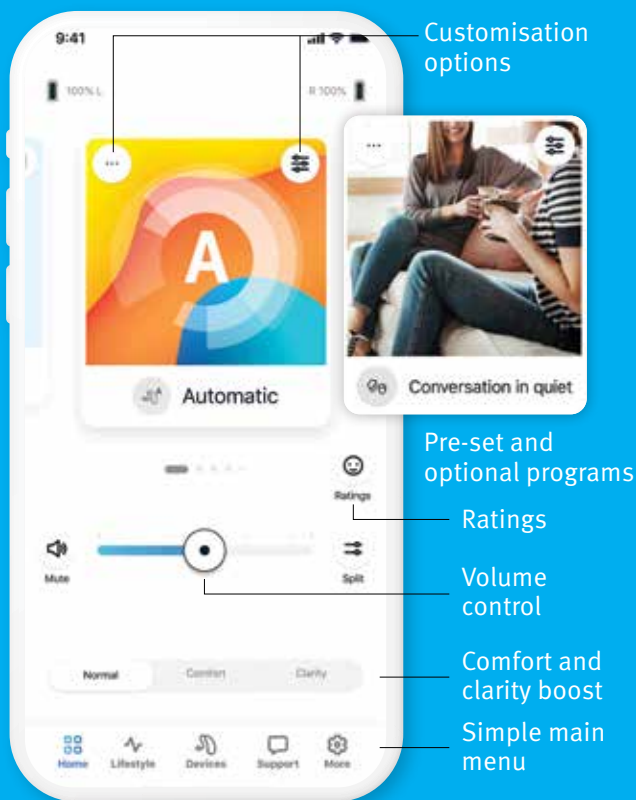 9:41
100% L
R 100%
Customisation
options
...
...
A
Automatic
Conversation in quiet
Pre-set and
optional programs
Ratings
Ratings
Mute
Split
Volume
control
Normal
Comfort
Clarity
Comfort and
clarity boost
Home
Lifestyle
Devices
Support
More
Simple main
menu